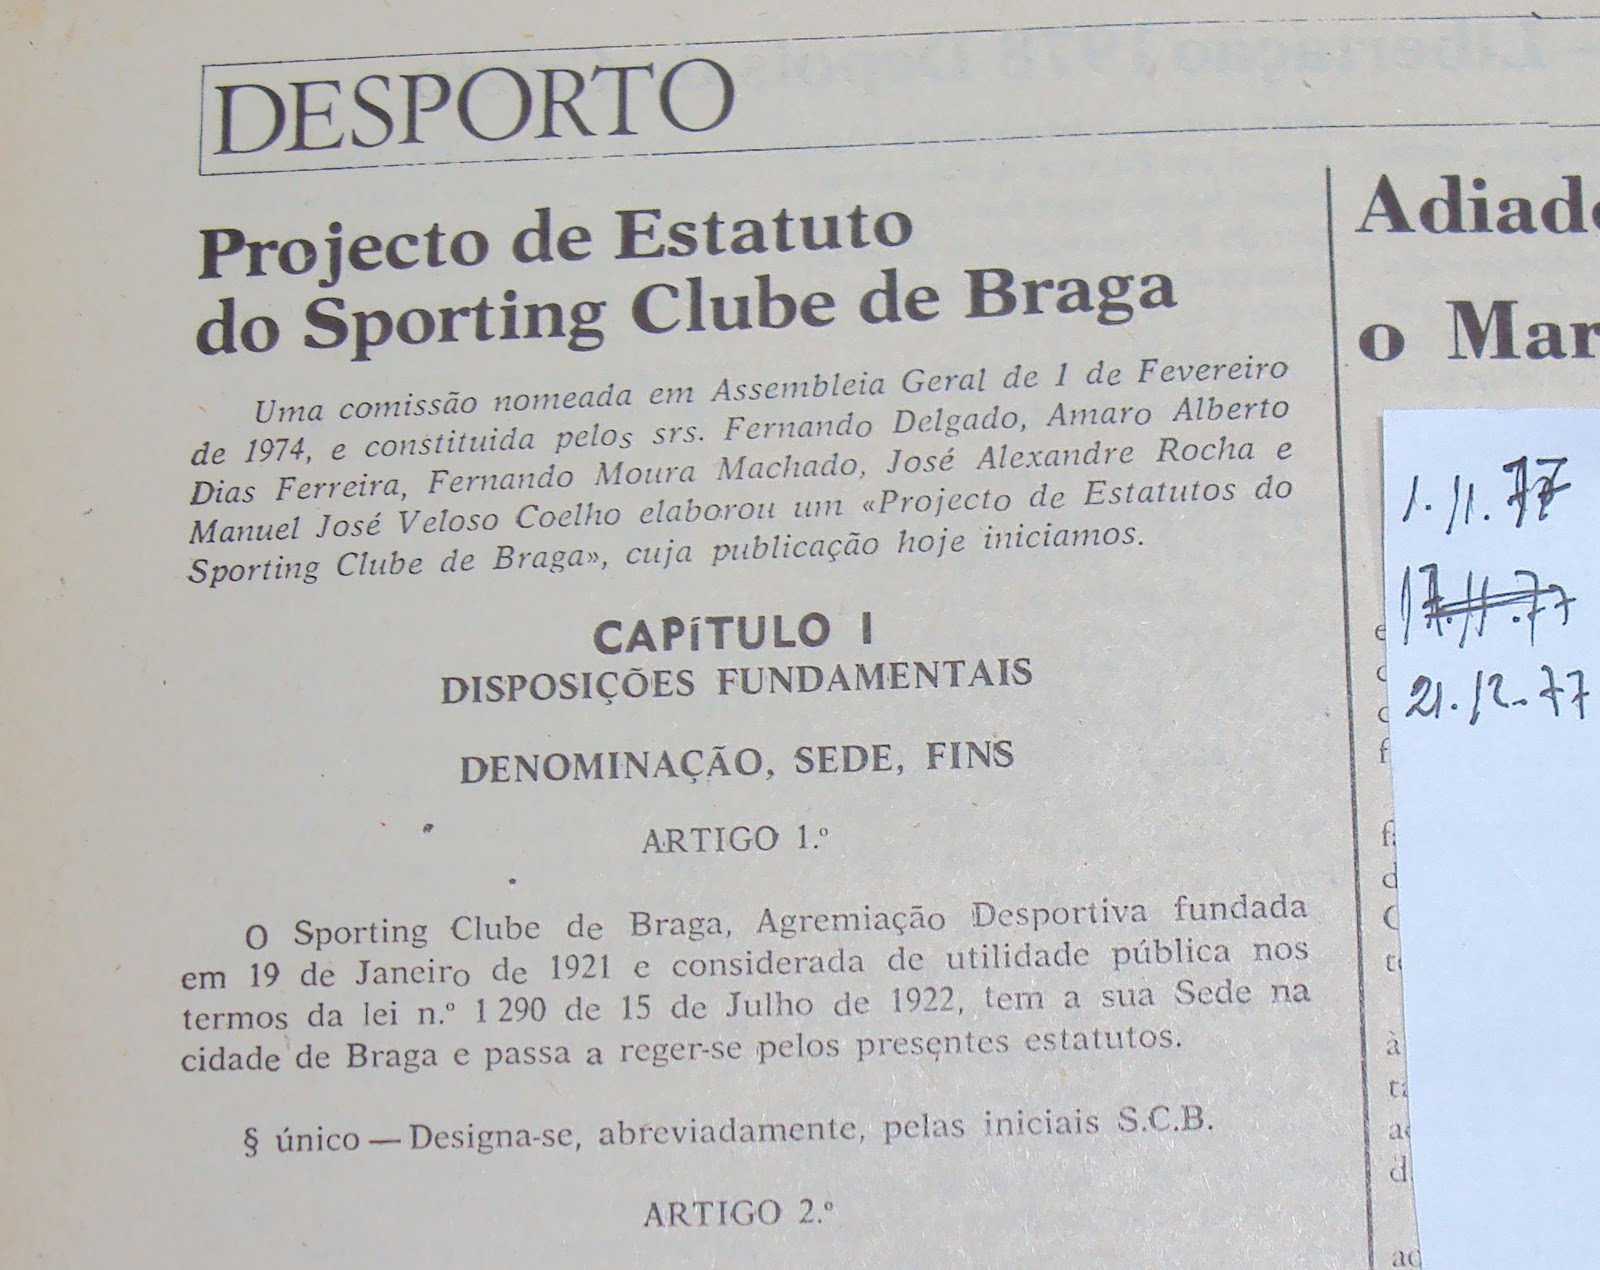 DESPORTO
Projecto de Estatuto
do Sporting Clube de Braga
Uma comissão nomeada em Assembleia Geral de 1 de Fevereiro
de 1974, e constituida pelos srs. Fernando Delgado, Amaro Alberto
Dias Ferreira, Fernando Moura Machado, José Alexandre Rocha e
Manuel José Veloso Coelho elaborou um «Projecto de Estatutos do
Sporting Clube de Braga», cuja publicação hoje iniciamos.
CAPíTULO I
DISPOSIÇÕES FUNDAMENTAIS
DENOMINAÇÃO, SEDE, FINS
ARTIGO 1.º
O Sporting Clube de Braga, Agremiação Desportiva fundada
em 19 de Janeiro de 1921 e considerada de utilidade pública nos
termos da lei n.º 1 290 de 15 de Julho de 1922, tem a sua Sede na
cidade de Braga e passa a reger-se pelos presentes estatutos.
§ único — Designa-se, abreviadamente, pelas iniciais S.C.B.
ARTIGO 2.º
Adiad
o Mar
1.11.77
17.11.77
21.12.77